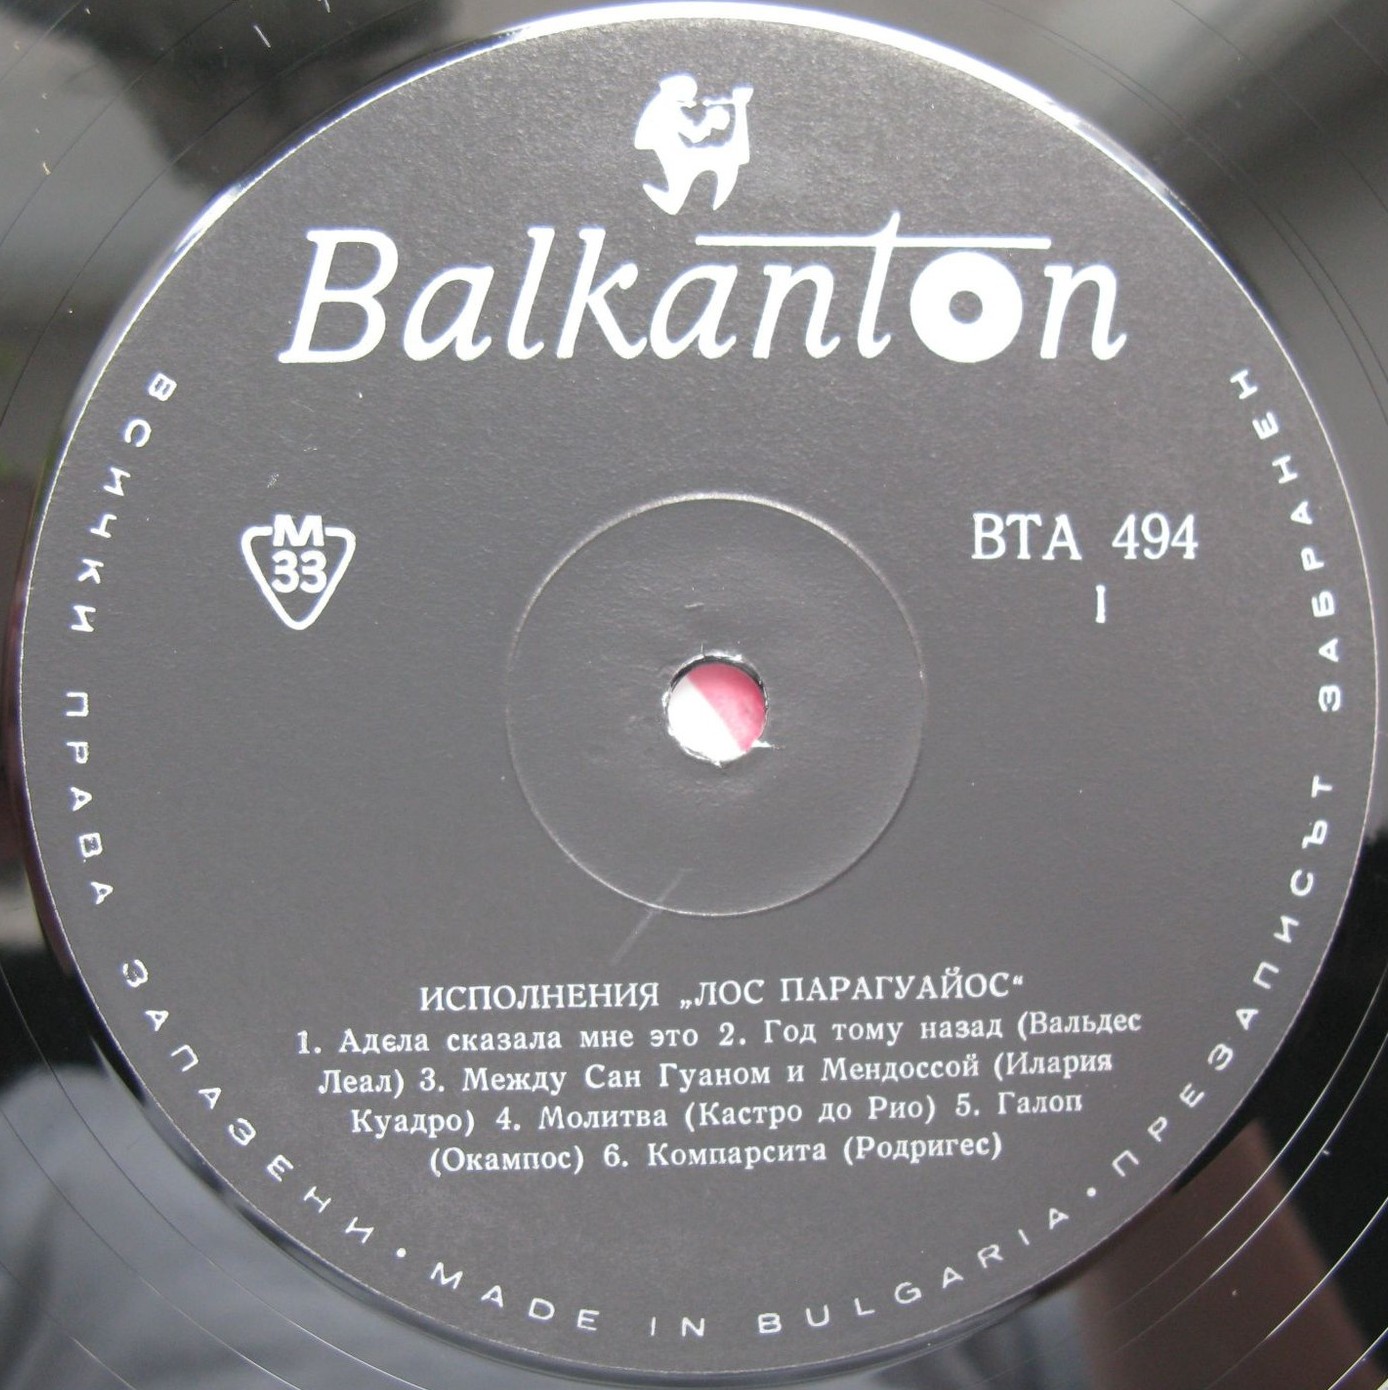 Balkanton
M
33
ВТА 494
I
ИСПОЛНЕНИЯ „ЛОС ПАРАГУАЙОС“
1. Адела сказала мне это 2. Год тому назад (Вальдес
Леал) 3. Между Сан Гуаном и Мендоссой (Илария
Куадро) 4. Молитва (Кастро до Рио) 5. Галоп
(Окампос) 6. Компарсита (Родригес)
ВСИЧКИ ПРАВА ЗАПАЗЕНИ • MADE IN BULGARIA • ПРЕЗАПИСЪТ ЗАБРАНЕН